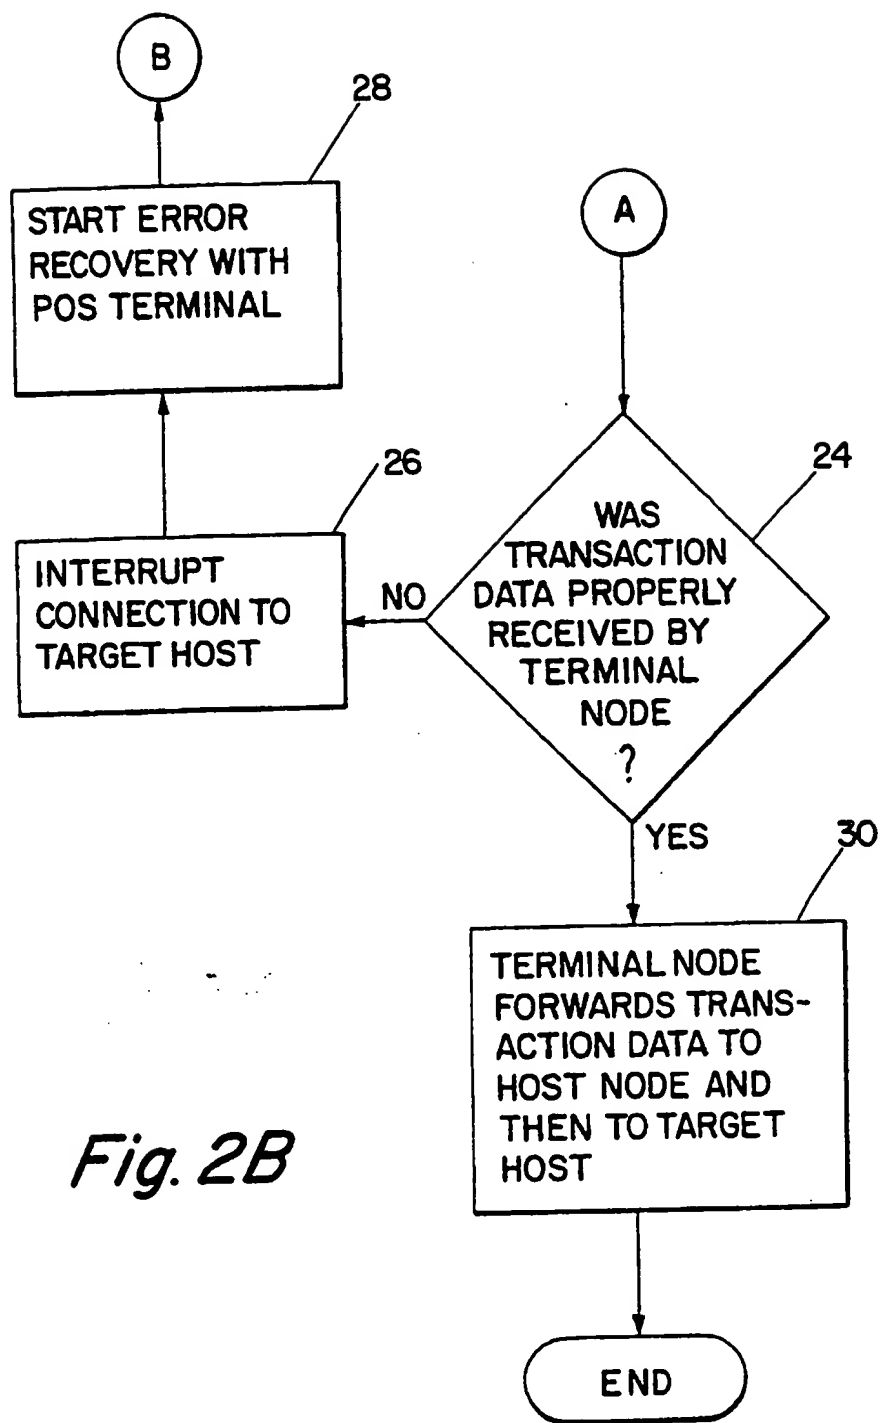 B
28
START ERROR
RECOVERY WITH
POS TERMINAL
A
26
INTERRUPT
CONNECTION TO
TARGET HOST
NO
24
WAS
TRANSACTION
DATA PROPERLY
RECEIVED BY
TERMINAL
NODE
?
YES
30
TERMINAL NODE
FORWARDS TRANS-
ACTION DATA TO
HOST NODE AND
THEN TO TARGET
HOST
Fig. 2B
END